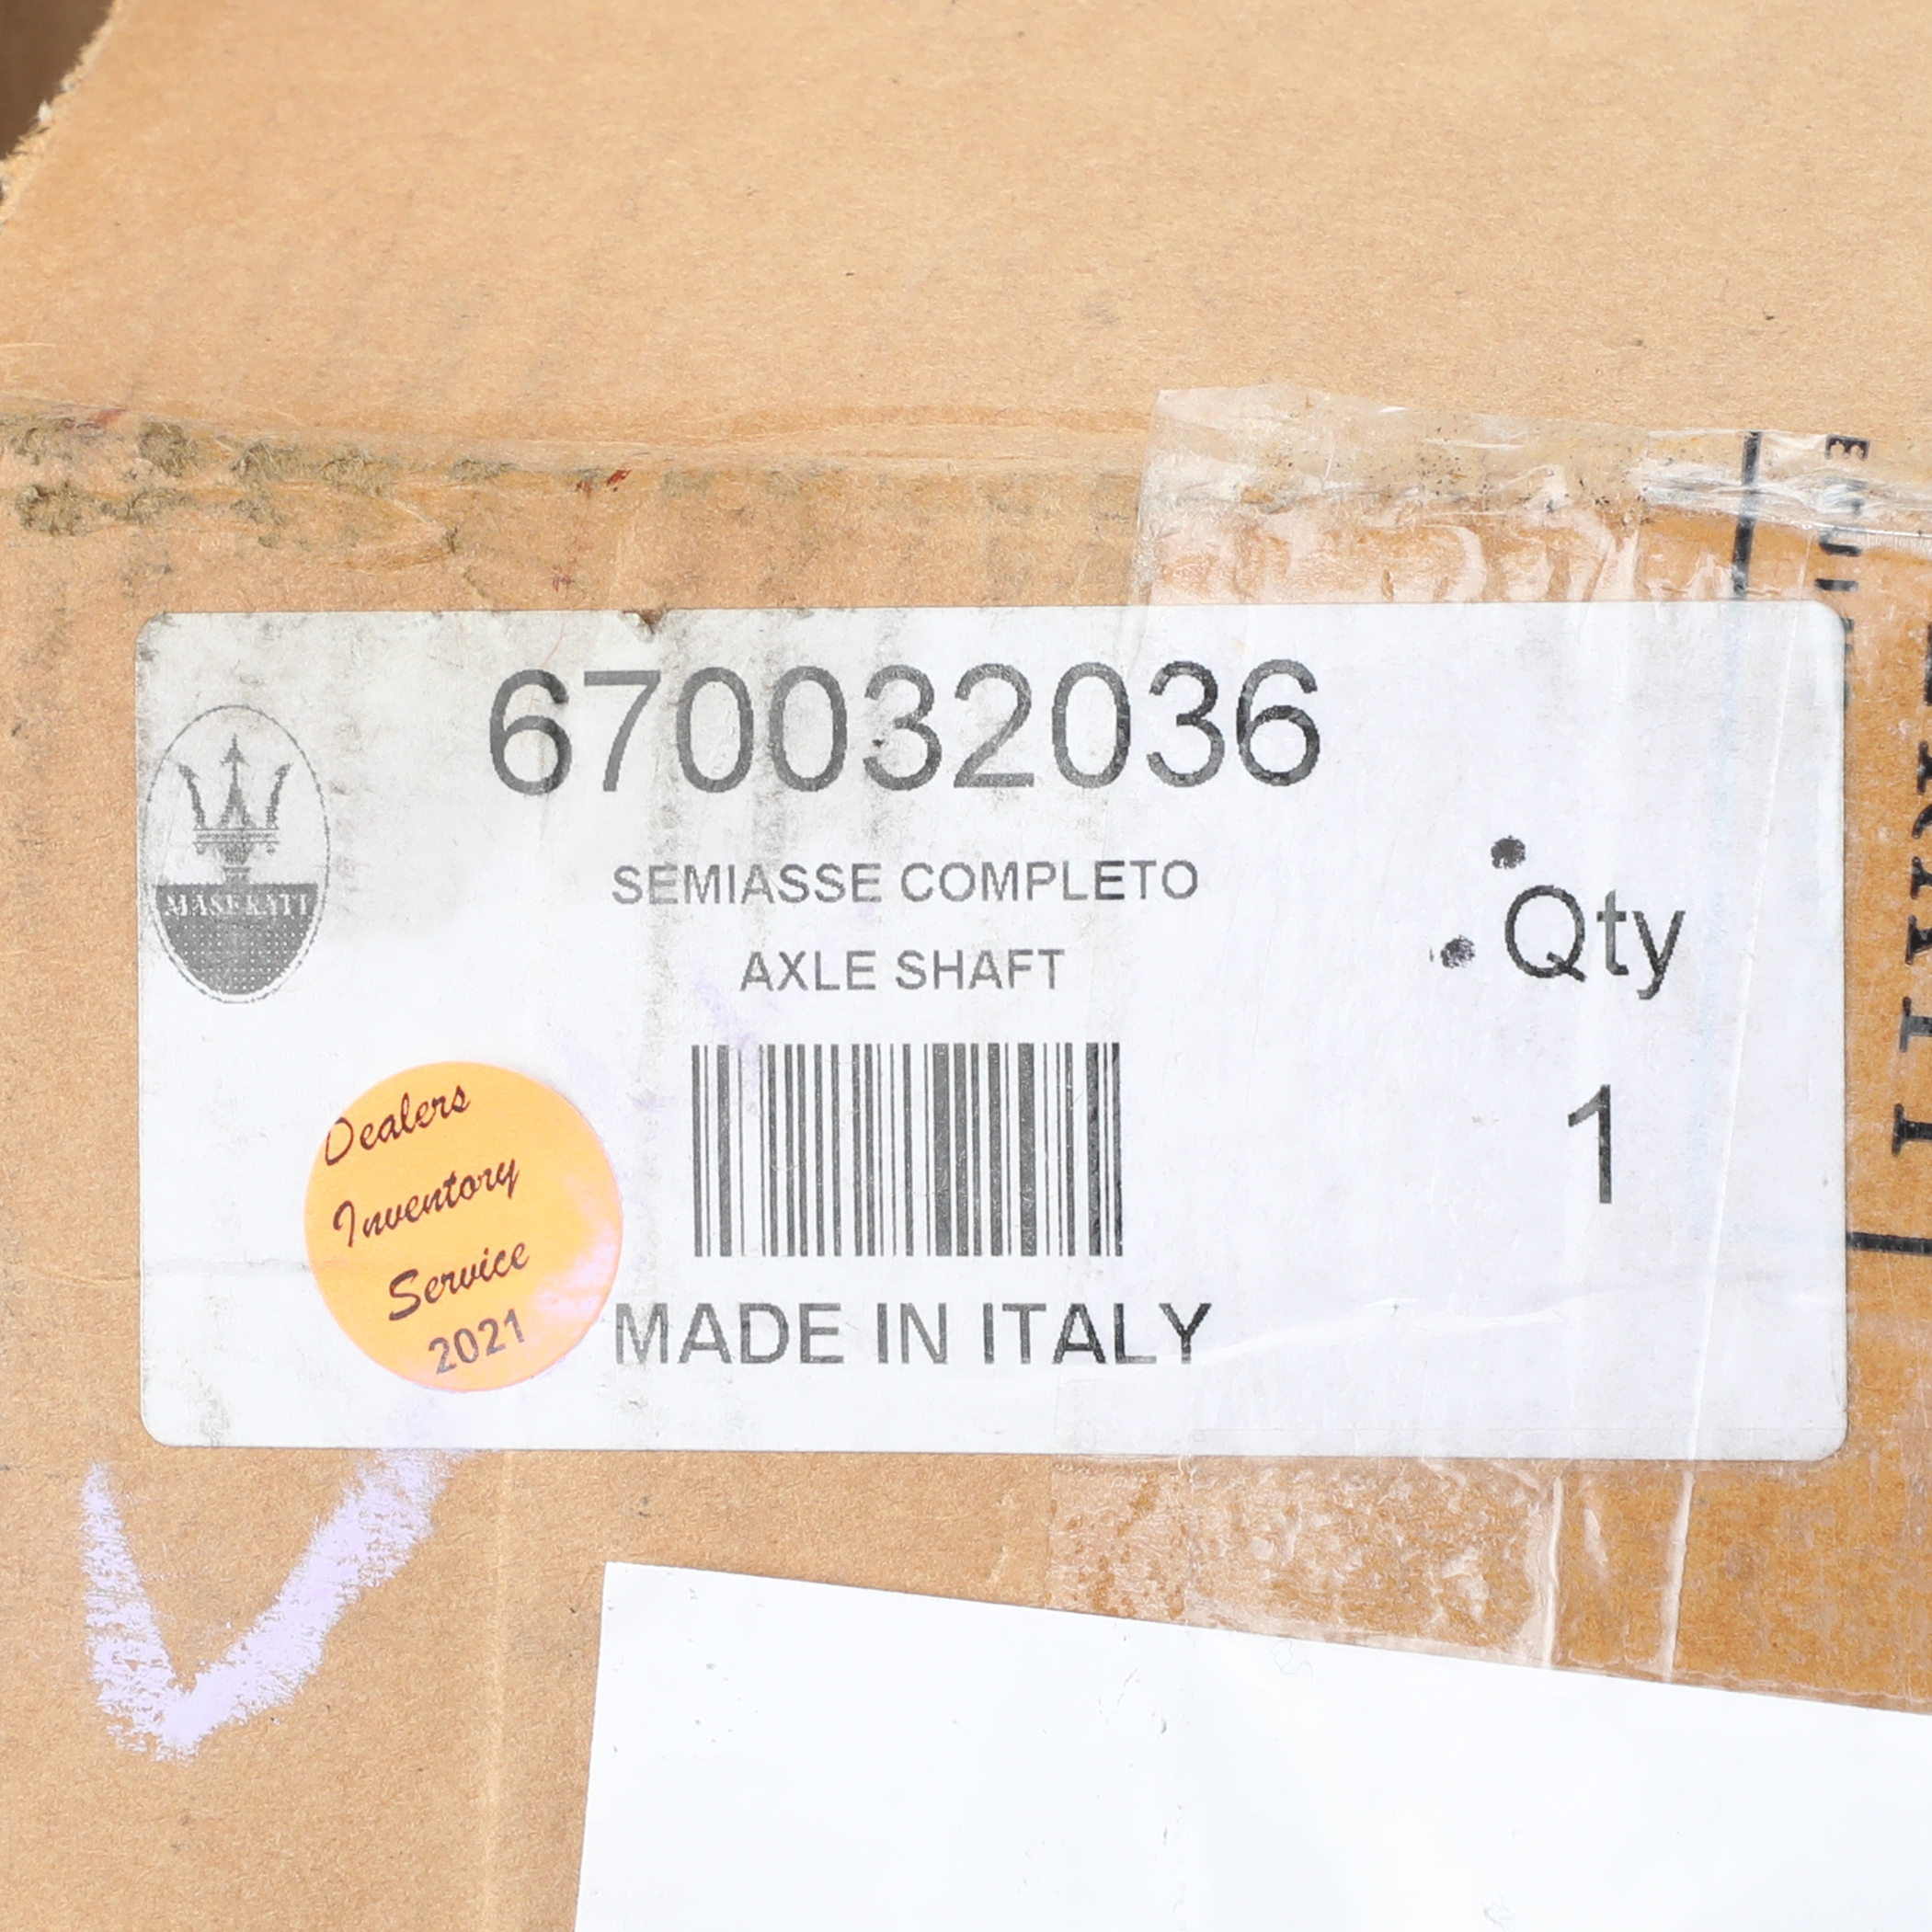 670032036
MASERATI
SEMIASSE COMPLETO
AXLE SHAFT
Qty
1
Dealers
Inventory
Service
2021
MADE IN ITALY